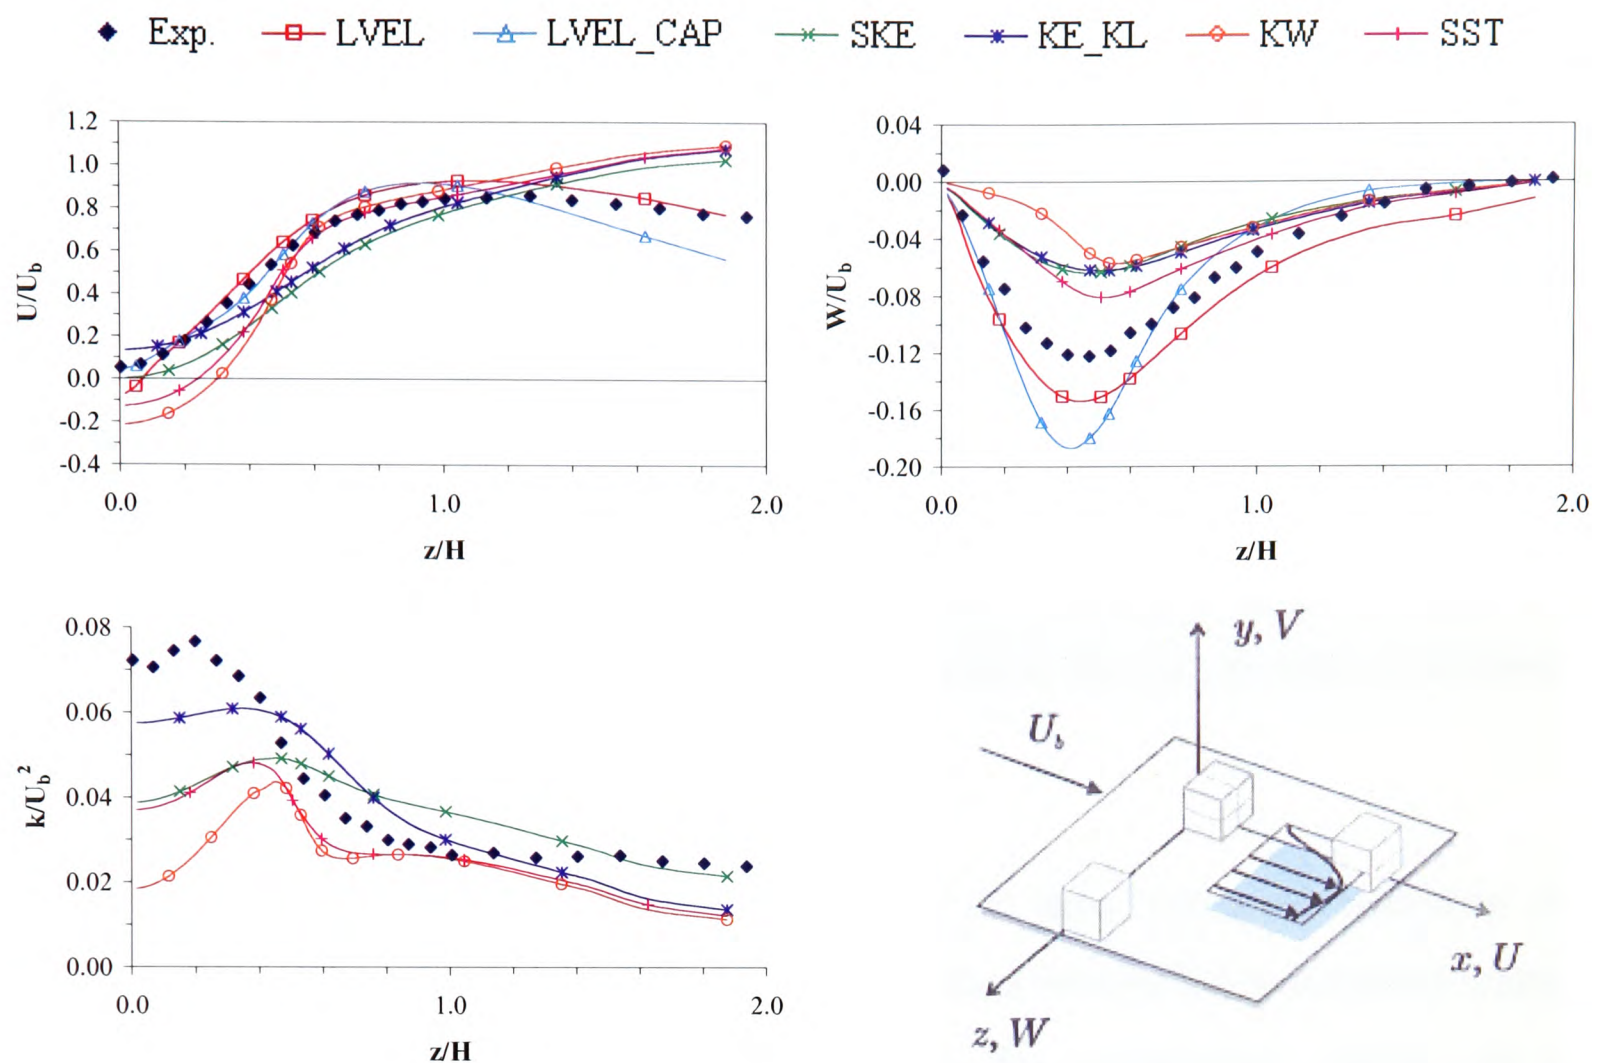 Exp. LVEL LVEL_CAP SKE KE_KL KW SST
1.2
1.0
0.8
0.6
0.4
0.2
0.0
-0.2
-0.4
U/Ub
0.0 1.0 2.0
z/H
0.04
0.00
-0.04
-0.08
-0.12
-0.16
-0.20
W/Ub
0.0 1.0 2.0
z/H
0.08
0.06
0.04
0.02
0.00
k/Ub²
0.0 1.0 2.0
z/H
y, V
Ub
x, U
z, W